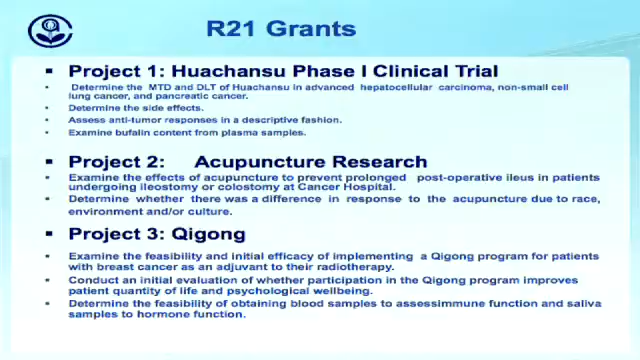 R21 Grants
▪ Project 1: Huachansu Phase I Clinical Trial
▪ Determine the MTD and DLT of Huachansu in advanced hepatocellular carcinoma, non-small cell
lung cancer, and pancreatic cancer.
▪ Determine the side effects.
▪ Assess anti-tumor responses in a descriptive fashion.
▪ Examine bufalin content from plasma samples.
▪ Project 2: Acupuncture Research
▪ Examine the effects of acupuncture to prevent prolonged post-operative ileus in patients
undergoing ileostomy or colostomy at Cancer Hospital.
▪ Determine whether there was a difference in response to the acupuncture due to race,
environment and/or culture.
▪ Project 3: Qigong
▪ Examine the feasibility and initial efficacy of implementing a Qigong program for patients
with breast cancer as an adjuvant to their radiotherapy.
▪ Conduct an initial evaluation of whether participation in the Qigong program improves
patient quantity of life and psychological wellbeing.
▪ Determine the feasibility of obtaining blood samples to assessimmune function and saliva
samples to hormone function.